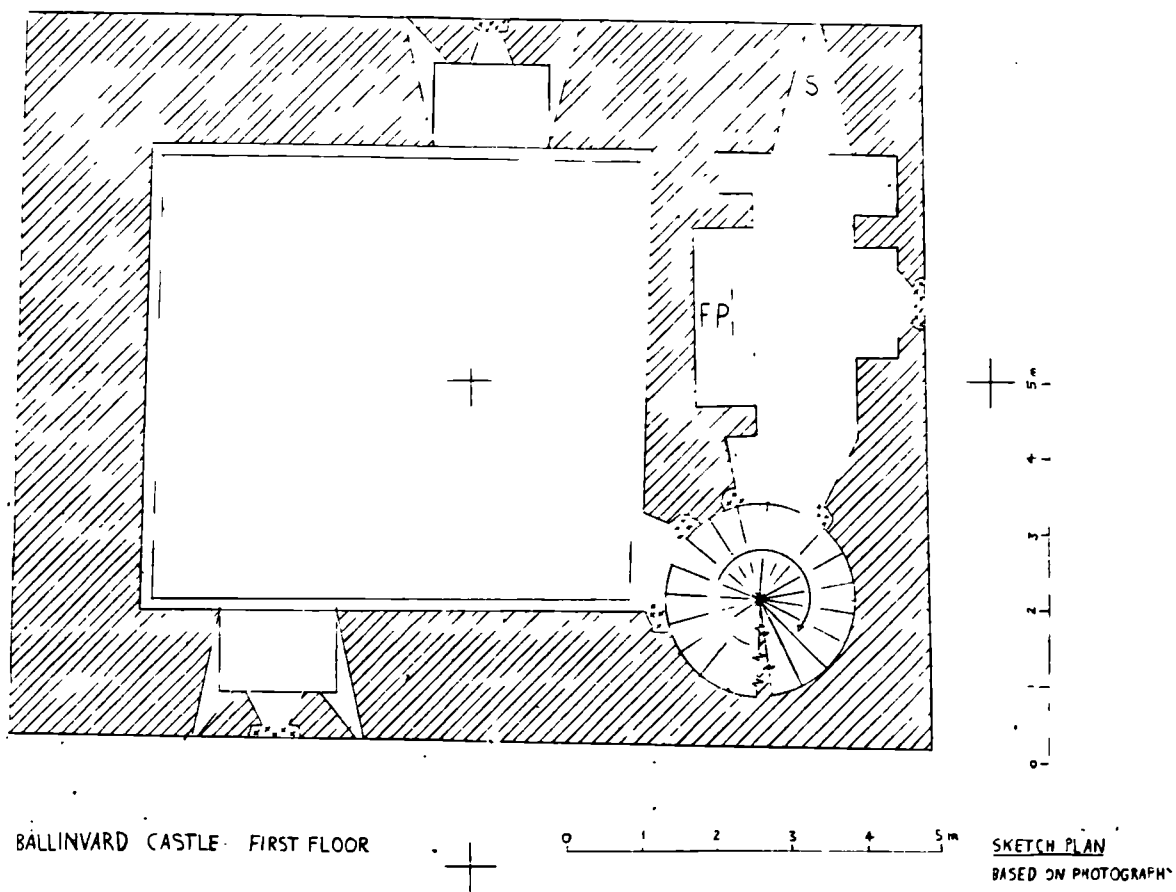 S
FP
5m
4
3
2
1
0
BALLINVARD CASTLE FIRST FLOOR
0 1 2 3 4 5m
SKETCH PLAN
BASED ON PHOTOGRAPHY